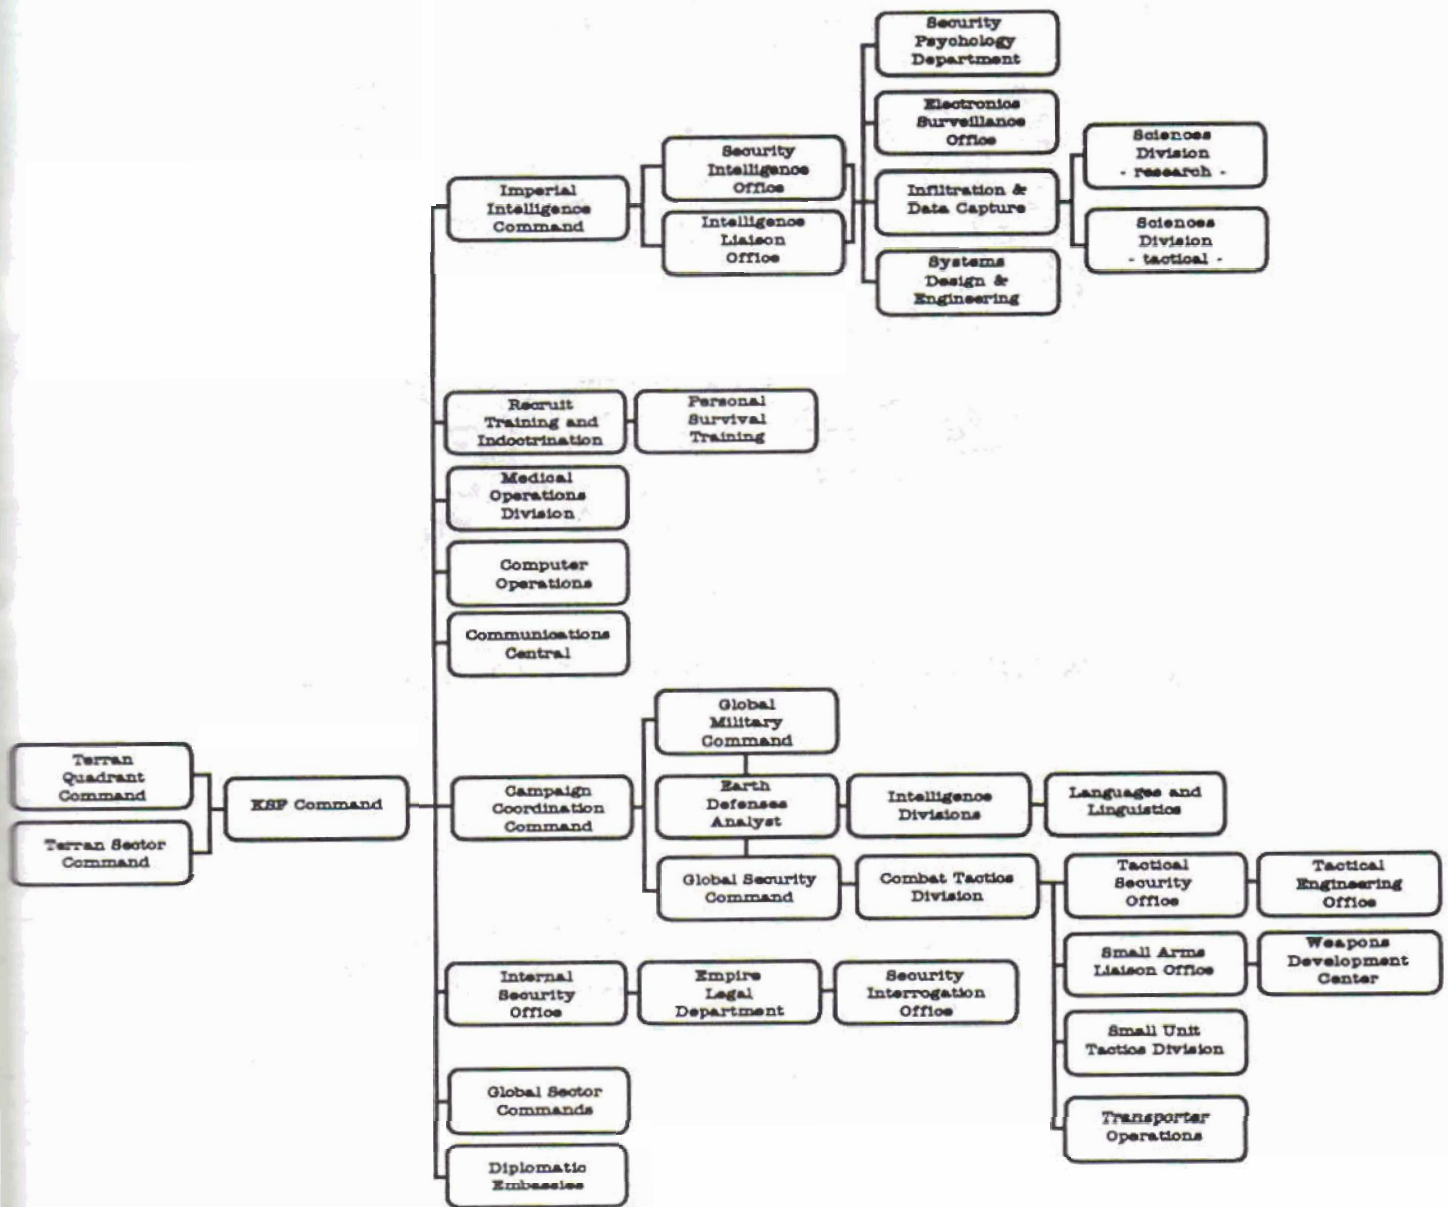 Security
Psychology
Department
Electronics
Surveillance
Office
Security
Intelligence
Office
Sciences
Division
- research -
Imperial
Intelligence
Command
Infiltration &
Data Capture
Intelligence
Liaison
Office
Sciences
Division
- tactical -
Systems
Design &
Engineering
Recruit
Training and
Indoctrination
Personal
Survival
Training
Medical
Operations
Division
Computer
Operations
Communications
Central
Global
Military
Command
Terran
Quadrant
Command
KSF Command
Campaign
Coordination
Command
Earth
Defenses
Analyst
Intelligence
Divisions
Languages and
Linguistics
Terran Sector
Command
Global Security
Command
Combat Tactics
Division
Tactical
Security
Office
Tactical
Engineering
Office
Small Arms
Liaison Office
Weapons
Development
Center
Internal
Security
Office
Empire
Legal
Department
Security
Interrogation
Office
Small Unit
Tactics Division
Global Sector
Commands
Transporter
Operations
Diplomatic
Embassies